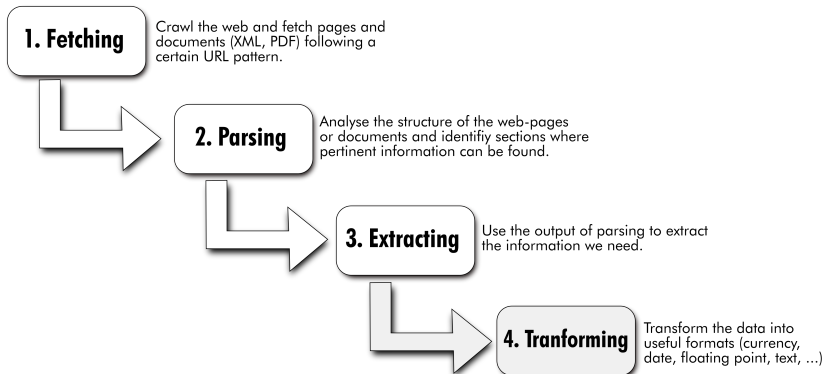 1. Fetching
Crawl the web and fetch pages and
documents (XML, PDF) following a
certain URL pattern.
2. Parsing
Analyse the structure of the web-pages
or documents and identifiy sections where
pertinent information can be found.
3. Extracting
Use the output of parsing to extract
the information we need.
4. Tranforming
Transform the data into
useful formats (currency,
date, floating point, text, ...)